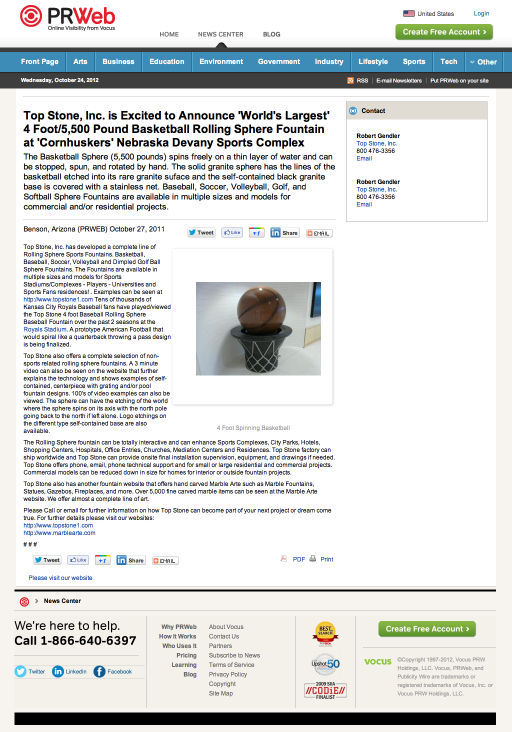 PRWeb
Online Visibility from Vocus
United States
Login
HOME
NEWS CENTER
BLOG
Create Free Account >
Front Page
Arts
Business
Education
Environment
Government
Industry
Lifestyle
Sports
Tech
Other
Wednesday, October 24, 2012
RSS | E-mail Newsletters | Put PRWeb on your site
Top Stone, Inc. is Excited to Announce 'World's Largest'
4 Foot/5,500 Pound Basketball Rolling Sphere Fountain
at 'Cornhuskers' Nebraska Devany Sports Complex
The Basketball Sphere (5,500 pounds) spins freely on a thin layer of water and can
be stopped, spun, and rotated by hand. The solid granite sphere has the lines of the
basketball etched into its rare granite suface and the self-contained black granite
base is covered with a stainless net. Baseball, Soccer, Volleyball, Golf, and
Softball Sphere Fountains are available in multiple sizes and models for
commercial and/or residential projects.
Contact
Robert Gendler
Top Stone, Inc.
800 476-3356
Email
Robert Gendler
Top Stone, Inc.
800 476-3356
Email
Benson, Arizona (PRWEB) October 27, 2011
Tweet
Like
+f
Share
EMAIL
Top Stone, Inc. has developed a complete line of
Rolling Sphere Sports Fountains. Basketball,
Baseball, Soccer, Volleyball and Dimpled Golf Ball
Sphere Fountains. The Fountains are available in
multiple sizes and models for Sports
Stadiums/Complexes - Players - Universities and
Sports Fans residences! . Examples can be seen at
http://www.topstone1.com Tens of thousands of
Kansas City Royals Baseball fans have played/viewed
the Top Stone 4 foot Baseball Rolling Sphere
Baseball Fountain over the past 2 seasons at the
Royals Stadium. A prototype American Football that
would spiral like a quarterback throwing a pass design
is being finalized.
4 Foot Spinning Basketball
Top Stone also offers a complete selection of non-
sports related rolling sphere fountains. A 3 minute
video can also be seen on the website that further
explains the technology and shows examples of self-
contained, centerpiece with grating and/or pool
fountain designs. 100's of video examples can also be
viewed. The sphere can have the etching of the world
where the sphere spins on its axis with the north pole
going back to the north if left alone. Logo etchings on
the different type self-contained base are also
available.
The Rolling Sphere fountain can be totally interactive and can enhance Sports Complexes, City Parks, Hotels,
Shopping Centers, Hospitals, Office Entries, Churches, Mediation Centers and Residences. Top Stone factory can
ship worldwide and Top Stone can provide onsite final installation supervision, equipment, and drawings if needed.
Top Stone offers phone, email, phone technical support and for small or large residential and commercial projects.
Commercial models can be reduced down in size for homes for interior or outside fountain projects.
Top Stone also has another fountain website that offers hand carved Marble Arte such as Marble Fountains,
Statues, Gazebos, Fireplaces, and more. Over 5,000 fine carved marble items can be seen at the Marble Arte
website. We offer almost a complete line of art.
Please Call or email for further information on how Top Stone can become part of your next project or dream come
true. For further details please visit our websites:
http://www.topstone1.com
http://www.marblearte.com
# # #
Tweet
Like
+f
Share
EMAIL
PDF
Print
Please visit our website
> News Center
We're here to help.
Call 1-866-640-6397
Twitter
LinkedIn
Facebook
Why PRWeb
How It Works
Who Uses It
Pricing
Learning
Blog
About Vocus
Contact Us
Partners
Subscribe to News
Terms of Service
Privacy Policy
Copyright
Site Map
BEST
SEARCH
Upshot 50
2009 SIIA
//CODiE//
FINALIST
Create Free Account >
VOCUS
©Copyright 1997-2012, Vocus PRW
Holdings, LLC. Vocus, PRWeb, and
Publicity Wire are trademarks or
registered trademarks of Vocus, Inc. or
Vocus PRW Holdings, LLC.